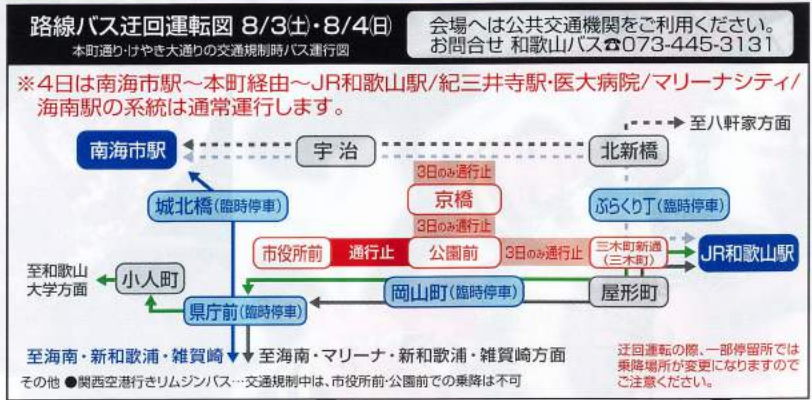 路線バス迂回運転図 8/3㈯・8/4㈰
本町通り・けやき大通りの交通規制時バス運行図
会場へは公共交通機関をご利用ください。
お問合せ 和歌山バス☎073-445-3131
※4日は南海市駅～本町経由～JR和歌山駅/紀三井寺駅・医大病院/マリーナシティ/
海南駅の系統は通常運行します。
至八軒家方面
南海市駅
宇治
北新橋
3日のみ通行止
京橋
城北橋(臨時停車)
ぶらくり丁(臨時停車)
3日のみ通行止
市役所前
通行止
公園前
3日のみ通行止
三木町新通
(三木町)
JR和歌山駅
至和歌山
大学方面
小人町
県庁前(臨時停車)
岡山町(臨時停車)
屋形町
至海南・新和歌浦・雑賀崎
至海南・マリーナ・新和歌浦・雑賀崎方面
迂回運転の際、一部停留所では
乗降場所が変更になりますので
ご注意ください。
その他 ●関西空港行きリムジンバス…交通規制中は、市役所前・公園前での乗降は不可